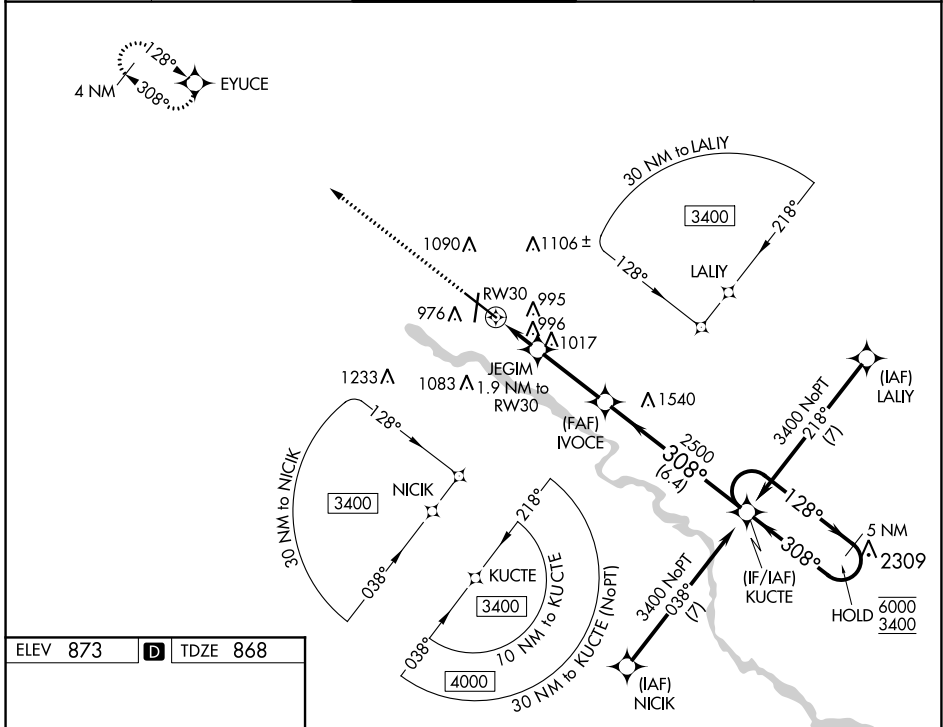 128°
308°
4 NM
EYUCE
30 NM to LALIY
3400
218°
128°
LALIY
1090
1106 ±
RW30
995
976
996
1017
JEGIM
1.9 NM to
RW30
1233
1083
1540
(FAF)
IVOCE
(IAF)
LALIY
3400 NoPT
218°
(7)
2500
308°
(6.4)
128°
30 NM to NICIK
3400
NICIK
038°
128°
308°
5 NM
2309
(IF/IAF)
KUCTE
HOLD 6000
3400
218°
KUCTE
3400
10 NM to KUCTE
038°
4000
30 NM to KUCTE (NoPT)
3400 NoPT
038°
(7)
(IAF)
NICIK
ELEV 873 D TDZE 868